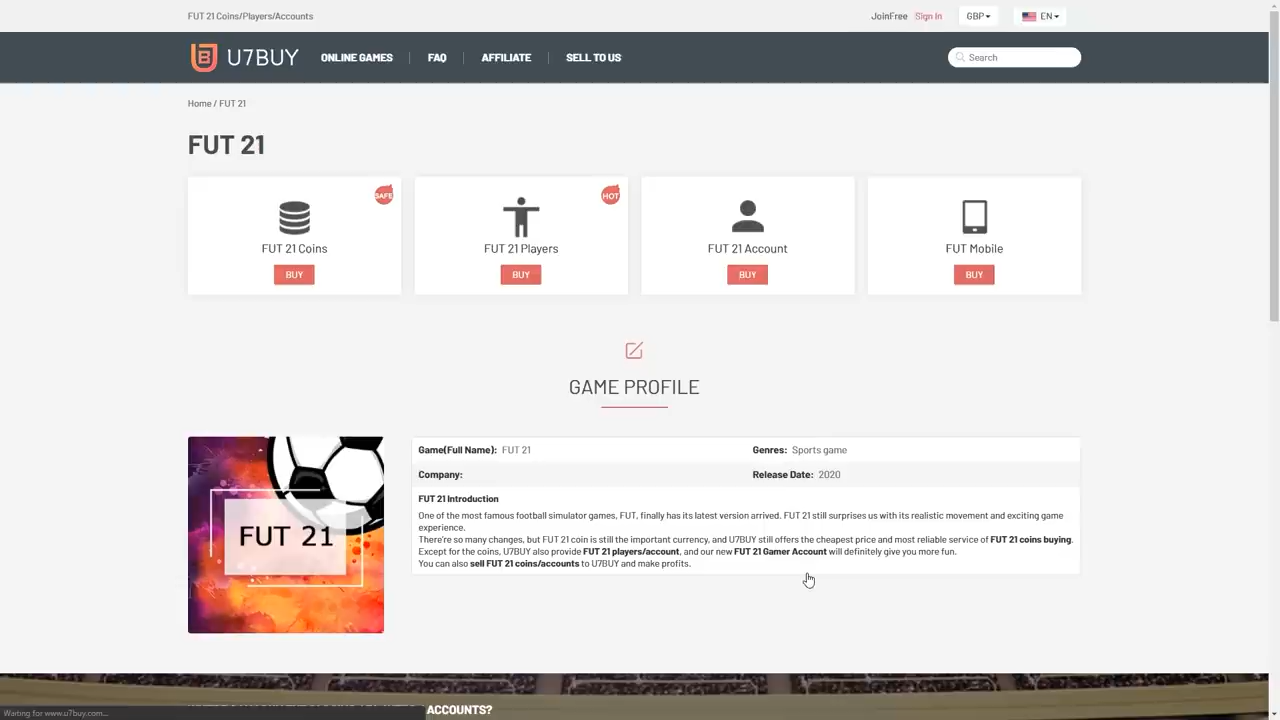 FUT 21 Coins/Players/Accounts
JoinFree Sign In GBP EN
U7BUY ONLINE GAMES FAQ AFFILIATE SELL TO US Search
Home / FUT 21
FUT 21
SAFE HOT
FUT 21 Coins FUT 21 Players FUT 21 Account FUT Mobile
BUY BUY BUY BUY
GAME PROFILE
Game(Full Name): FUT 21 Genres: Sports game
Company: Release Date: 2020
FUT 21 Introduction
One of the most famous football simulator games, FUT, finally has its latest version arrived. FUT 21 still surprises us with its realistic movement and exciting game
experience.
There're so many changes, but FUT 21 coin is still the important currency, and U7BUY still offers the cheapest price and most reliable service of FUT 21 coins buying.
Except for the coins, U7BUY also provide FUT 21 players/account, and our new FUT 21 Gamer Account will definitely give you more fun.
You can also sell FUT 21 coins/accounts to U7BUY and make profits.
FUT 21
Waiting for www.u7buy.com...
ACCOUNTS?